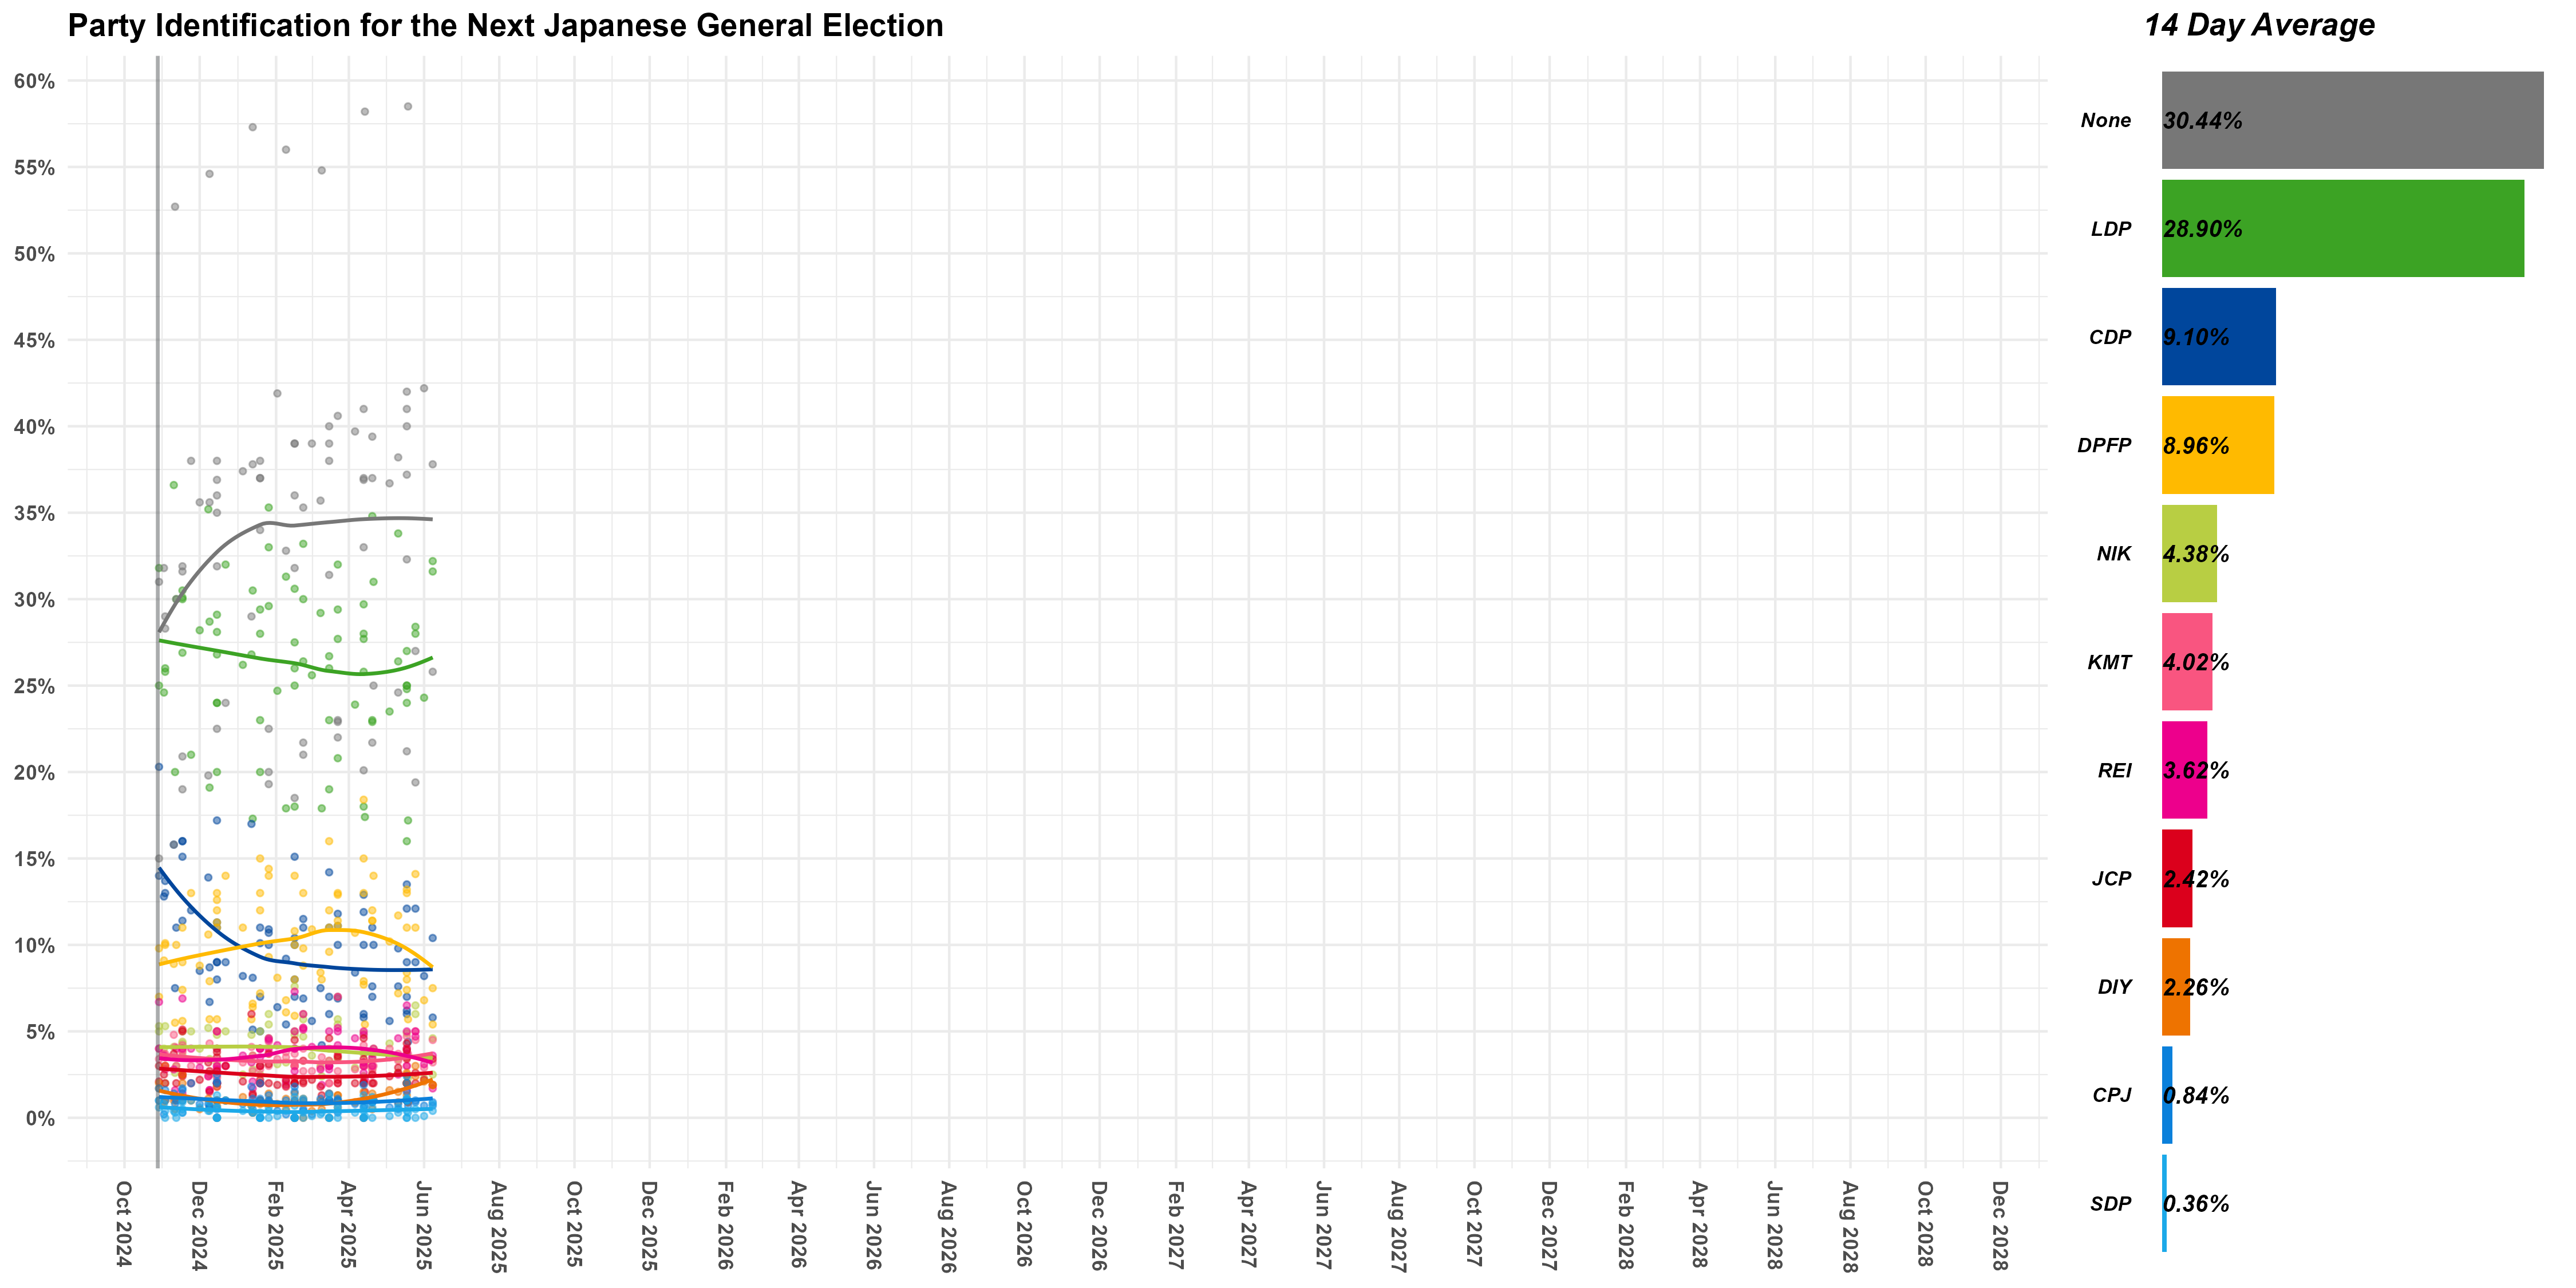 Party Identification for the Next Japanese General Election
14 Day Average
60%
55%
50%
45%
40%
35%
30%
25%
20%
15%
10%
5%
0%
Oct 2024
Dec 2024
Feb 2025
Apr 2025
Jun 2025
Aug 2025
Oct 2025
Dec 2025
Feb 2026
Apr 2026
Jun 2026
Aug 2026
Oct 2026
Dec 2026
Feb 2027
Apr 2027
Jun 2027
Aug 2027
Oct 2027
Dec 2027
Feb 2028
Apr 2028
Jun 2028
Aug 2028
Oct 2028
Dec 2028
None 30.44%
LDP 28.90%
CDP 9.10%
DPFP 8.96%
NIK 4.38%
KMT 4.02%
REI 3.62%
JCP 2.42%
DIY 2.26%
CPJ 0.84%
SDP 0.36%